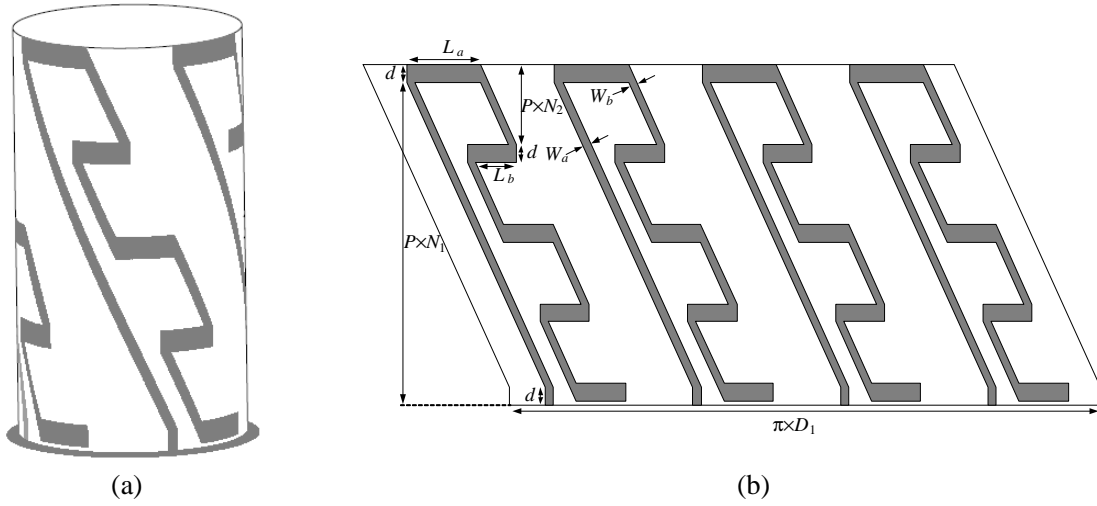 L_a
d
W_b
P×N_2
d
W_a
L_b
P×N_1
d
π×D_1
(a)
(b)